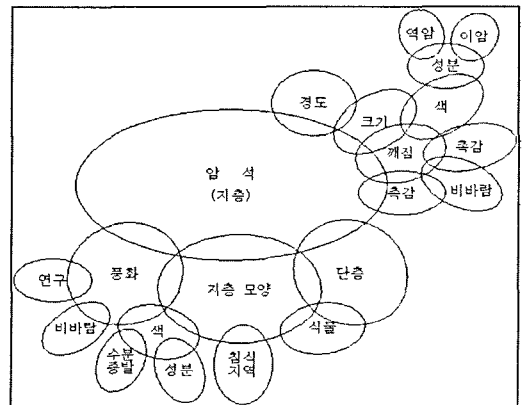 역암 이암
성분
경도
크기
색
깨짐
촉감
암 석
(지층)
촉감
비바람
연구
풍화
지층 모양
단층
비바람
색
식물
수분
증발
성분
침식
지역